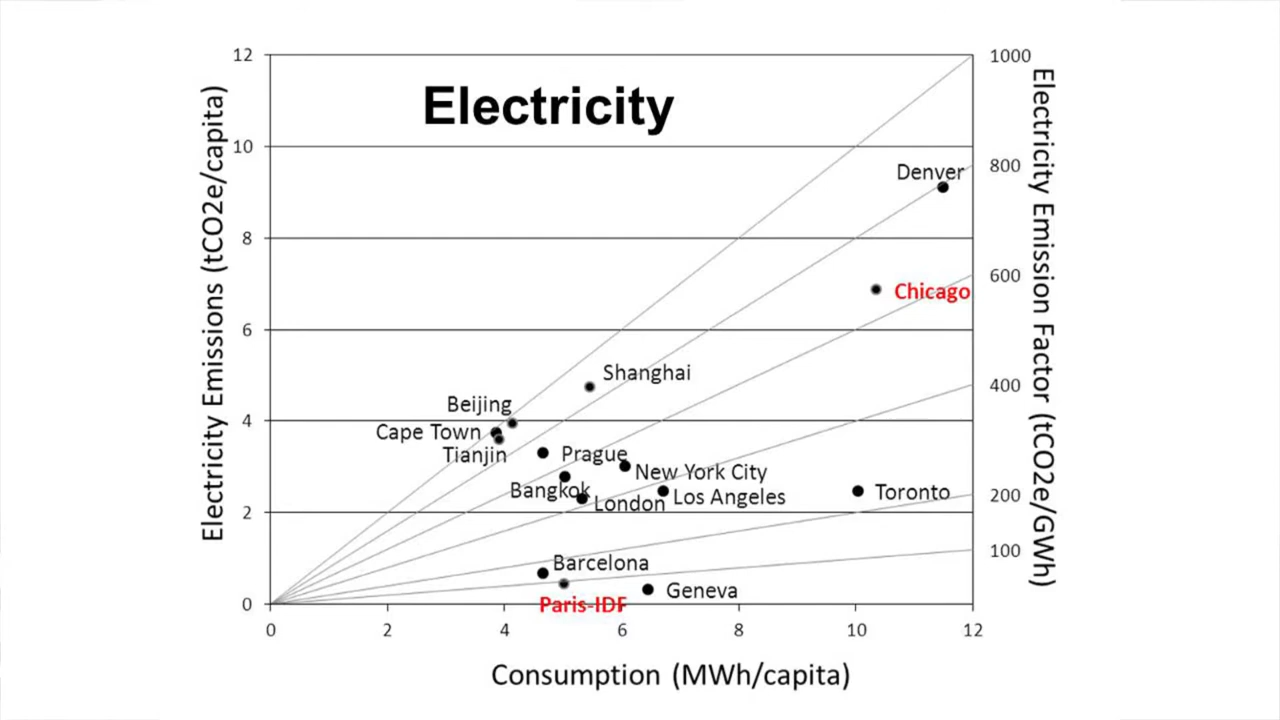 Electricity
12
10
8
6
4
2
0
Electricity Emissions (tCO2e/capita)
1000
800
600
400
200
100
Electricity Emission Factor (tCO2e/GWh)
Denver
Chicago
Shanghai
Beijing
Cape Town
Tianjin
Prague
New York City
Bangkok
London
Los Angeles
Toronto
Barcelona
Geneva
Paris-IDF
0
2
4
6
8
10
12
Consumption (MWh/capita)